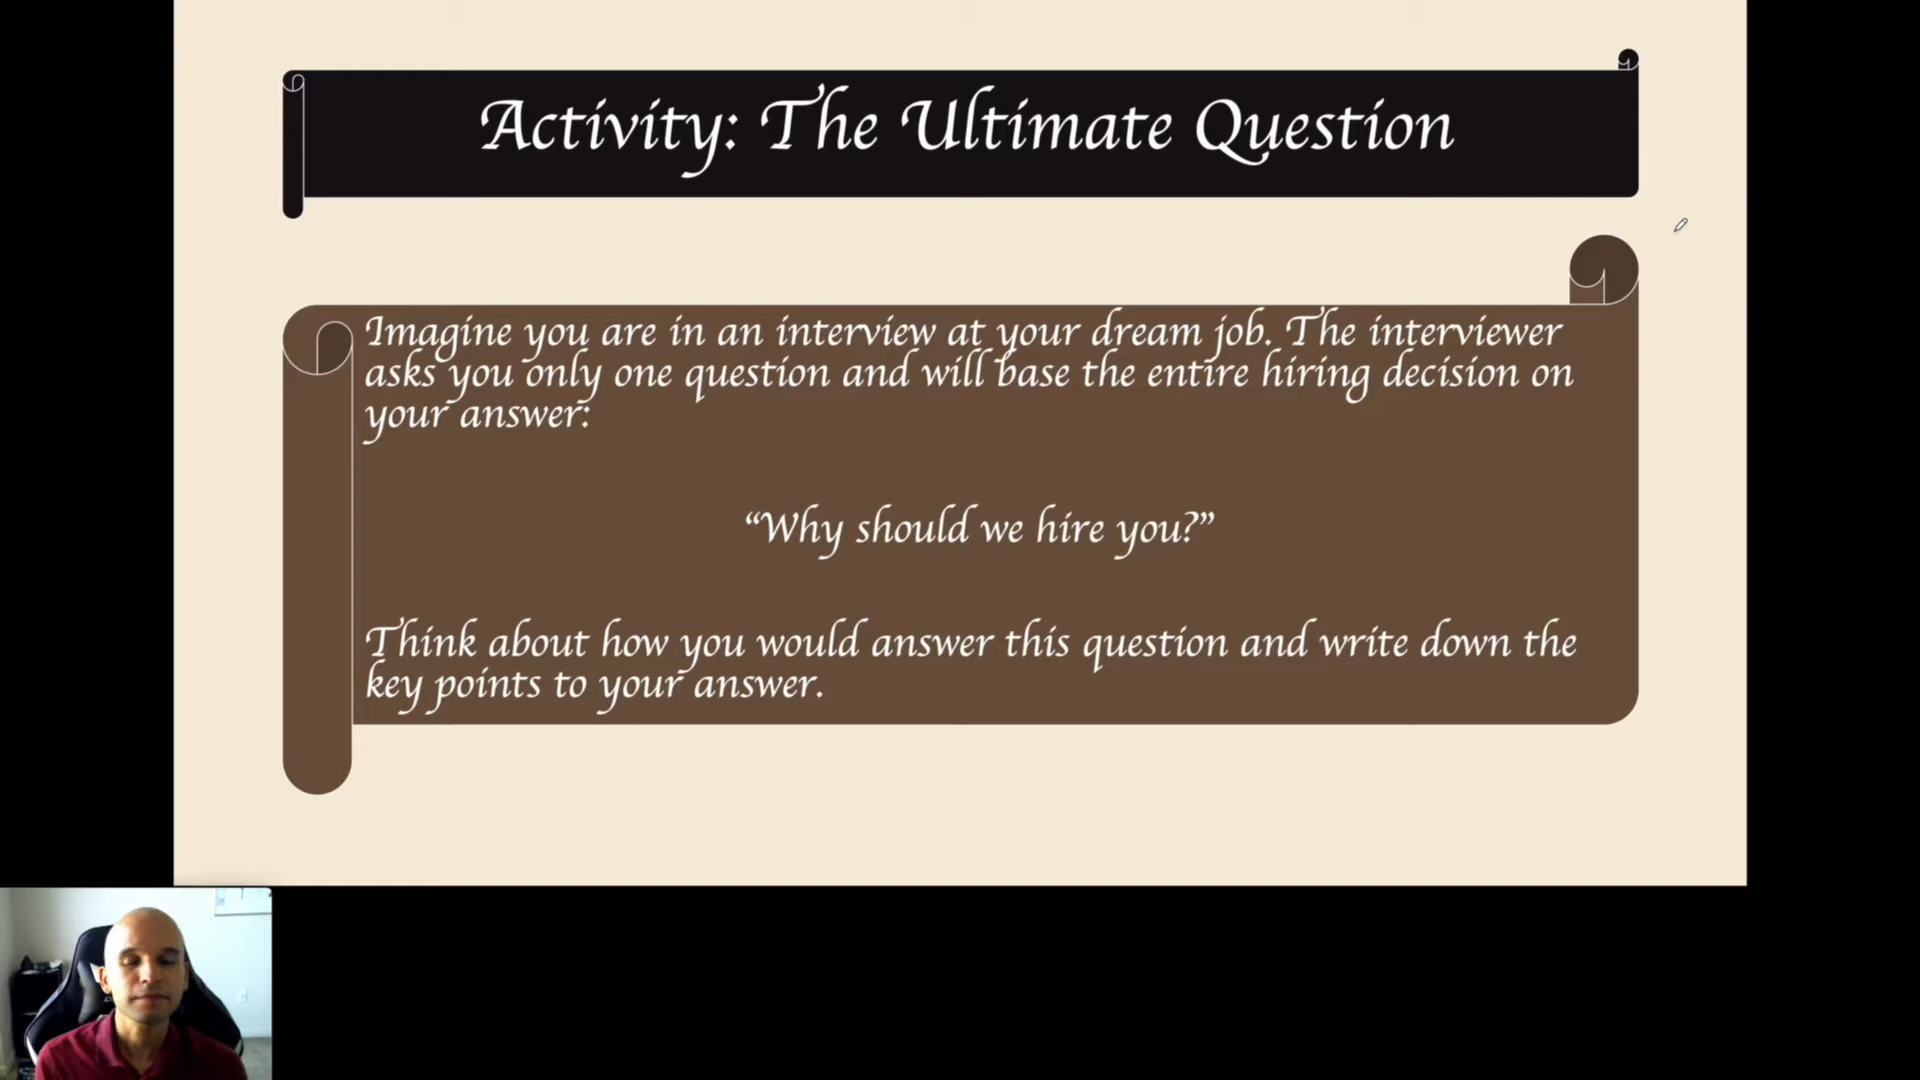 Activity: The Ultimate Question
Imagine you are in an interview at your dream job. The interviewer
asks you only one question and will base the entire hiring decision on
your answer:
“Why should we hire you?”
Think about how you would answer this question and write down the
key points to your answer.